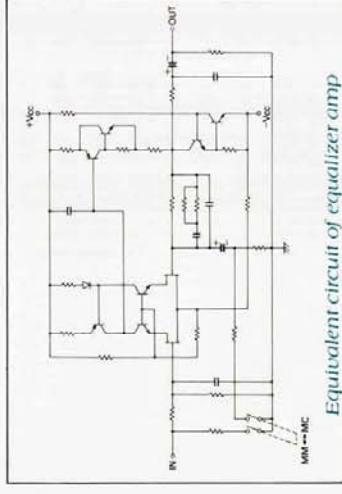 +Vcc
OUT
−Vcc
IN
MM ↔ MC
Equivalent circuit of equalizer amp